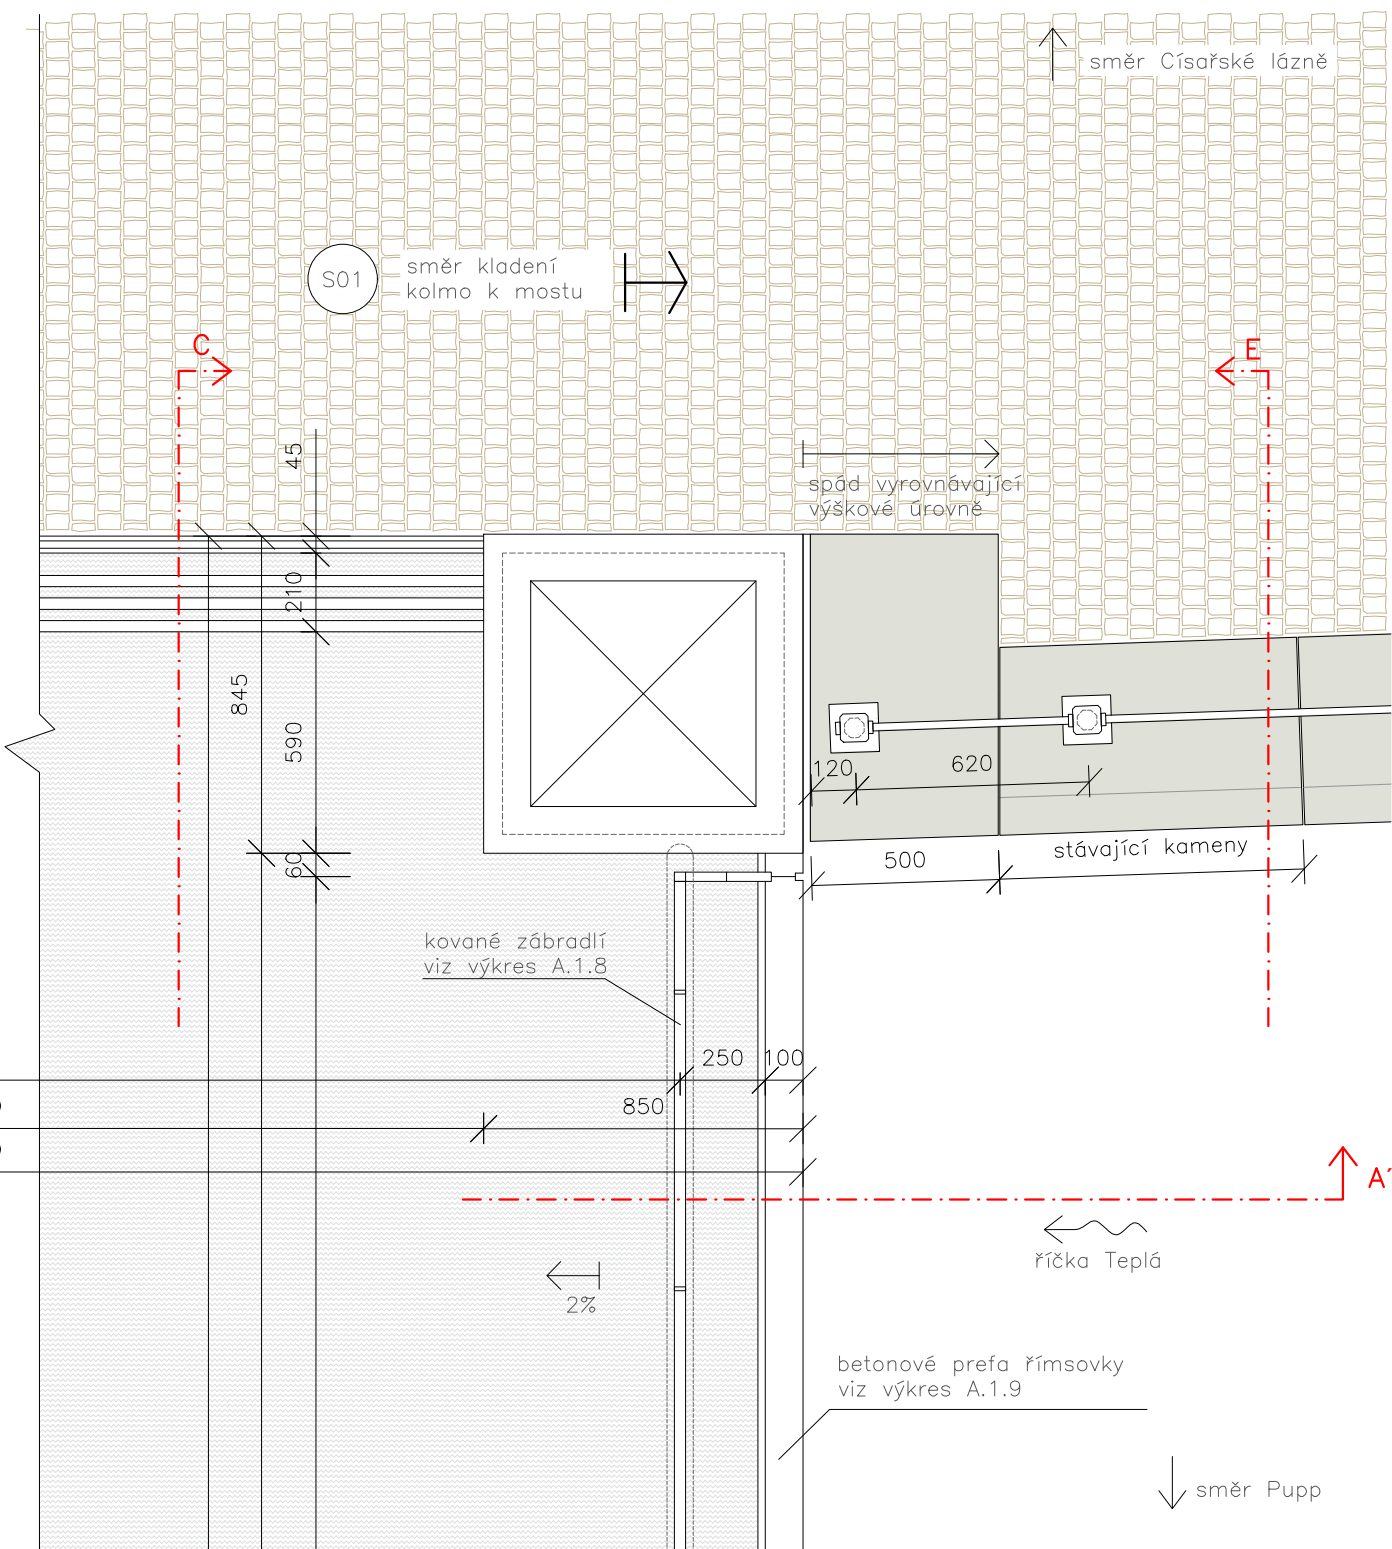 směr Císařské lázně
S01
směr kladení
kolmo k mostu
C
E
45
spád vyrovnávající
výškové úrovně
210
845
590
120
620
60
500
stávající kameny
kované zábradlí
viz výkres A.1.8
250
100
850
A´
říčka Teplá
2%
betonové prefa římsovky
viz výkres A.1.9
směr Pupp